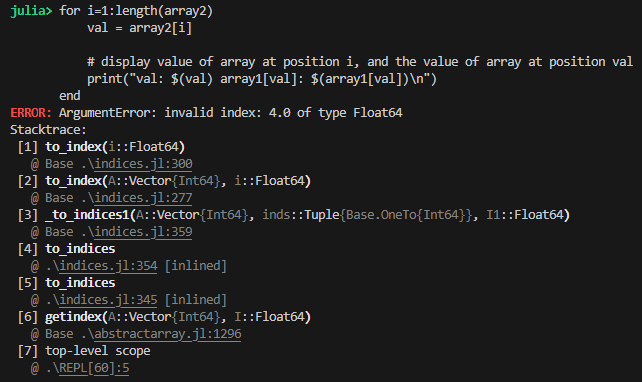 julia> for i=1:length(array2)
val = array2[i]
# display value of array at position i, and the value of array at position val
print("val: $(val) array1[val]: $(array1[val])\n")
end
ERROR: ArgumentError: invalid index: 4.0 of type Float64
Stacktrace:
[1] to_index(i::Float64)
@ Base .\indices.jl:300
[2] to_index(A::Vector{Int64}, i::Float64)
@ Base .\indices.jl:277
[3] _to_indices1(A::Vector{Int64}, inds::Tuple{Base.OneTo{Int64}}, I1::Float64)
@ Base .\indices.jl:359
[4] to_indices
@ .\indices.jl:354 [inlined]
[5] to_indices
@ .\indices.jl:345 [inlined]
[6] getindex(A::Vector{Int64}, I::Float64)
@ Base .\abstractarray.jl:1296
[7] top-level scope
@ .\REPL[60]:5